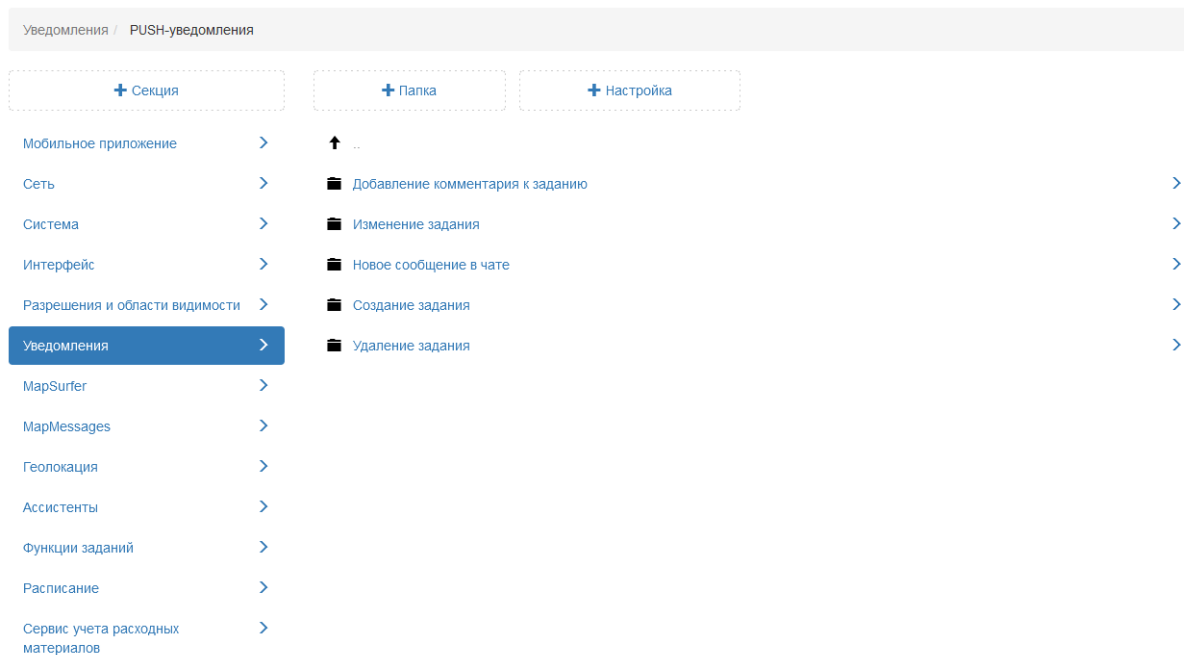 Уведомления / PUSH-уведомления
Секция
Папка
Настройка
Мобильное приложение
Сеть
Система
Интерфейс
Разрешения и области видимости
Уведомления
MapSurfer
MapMessages
Геолокация
Ассистенты
Функции заданий
Расписание
Сервис учета расходных
материалов
..
Добавление комментария к заданию
Изменение задания
Новое сообщение в чате
Создание задания
Удаление задания